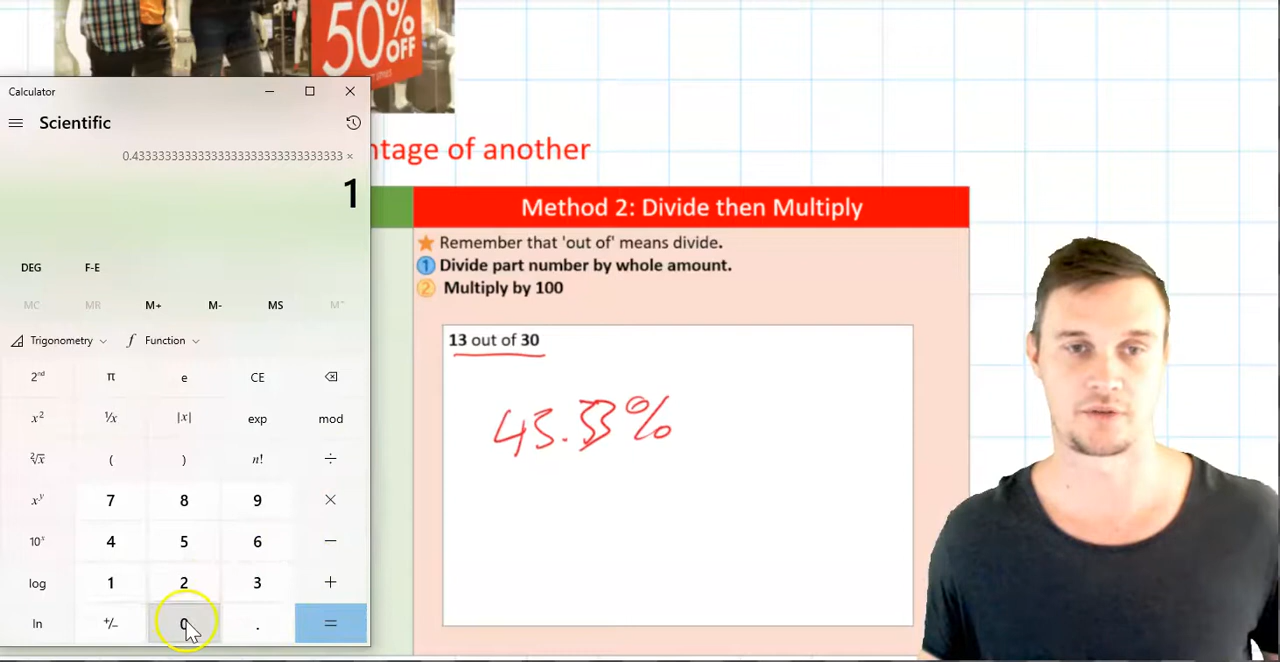 50%
OFF
Calculator
Scientific
0.43333333333333333333333333333333 ×
1
DEG
F-E
MC
MR
M+
M-
MS
M˅
Trigonometry
f Function
2ⁿᵈ
π
e
CE
x²
⅟x
|x|
exp
mod
²√x
(
)
n!
÷
xʸ
7
8
9
×
10ˣ
4
5
6
−
log
1
2
3
+
ln
+/−
0
.
=
ntage of another
Method 2: Divide then Multiply
Remember that 'out of' means divide.
1 Divide part number by whole amount.
2 Multiply by 100
13 out of 30
43.33%